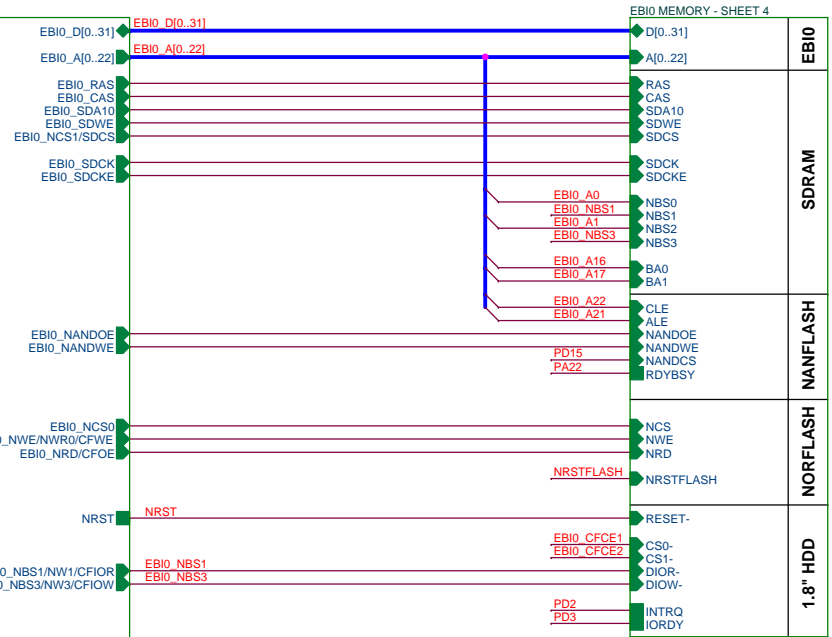 EBI0 MEMORY - SHEET 4
EBI0_D[0..31] EBI0_D[0..31] D[0..31]
EBI0_A[0..22] EBI0_A[0..22] A[0..22]
EBI0
EBI0_RAS RAS
EBI0_CAS CAS
EBI0_SDA10 SDA10
EBI0_SDWE SDWE
EBI0_NCS1/SDCS SDCS
EBI0_SDCK SDCK
EBI0_SDCKE SDCKE
SDRAM
EBI0_A0 NBS0
EBI0_NBS1 NBS1
EBI0_A1 NBS2
EBI0_NBS3 NBS3
EBI0_A16 BA0
EBI0_A17 BA1
EBI0_A22 CLE
EBI0_A21 ALE
EBI0_NANDOE NANDOE
EBI0_NANDWE NANDWE
PD15 NANDCS
PA22 RDYBSY
NANFLASH
EBI0_NCS0 NCS
0_NWE/NWR0/CFWE NWE
EBI0_NRD/CFOE NRD
NRSTFLASH NRSTFLASH
NORFLASH
NRST NRST RESET-
EBI0_CFCE1 CS0-
EBI0_CFCE2 CS1-
0_NBS1/NW1/CFIOR EBI0_NBS1 DIOR-
0_NBS3/NW3/CFIOW EBI0_NBS3 DIOW-
PD2 INTRQ
PD3 IORDY
1.8" HDD